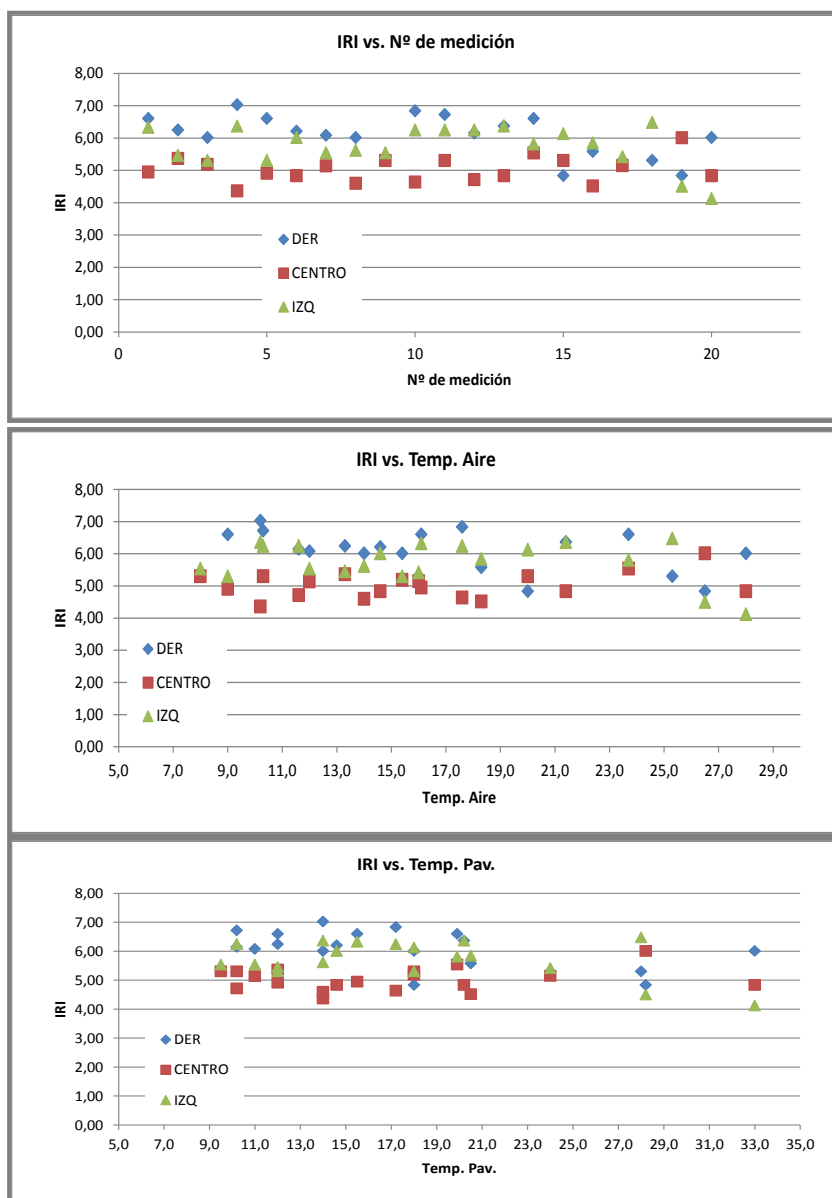 IRI vs. Nº de medición
8,00
7,00
6,00
5,00
4,00
3,00
2,00
1,00
0,00
IRI
DER
CENTRO
IZQ
0 5 10 15 20
Nº de medición
IRI vs. Temp. Aire
8,00
7,00
6,00
5,00
4,00
3,00
2,00
1,00
0,00
IRI
DER
CENTRO
IZQ
5,0 7,0 9,0 11,0 13,0 15,0 17,0 19,0 21,0 23,0 25,0 27,0 29,0
Temp. Aire
IRI vs. Temp. Pav.
8,00
7,00
6,00
5,00
4,00
3,00
2,00
1,00
0,00
IRI
DER
CENTRO
IZQ
5,0 7,0 9,0 11,0 13,0 15,0 17,0 19,0 21,0 23,0 25,0 27,0 29,0 31,0 33,0 35,0
Temp. Pav.